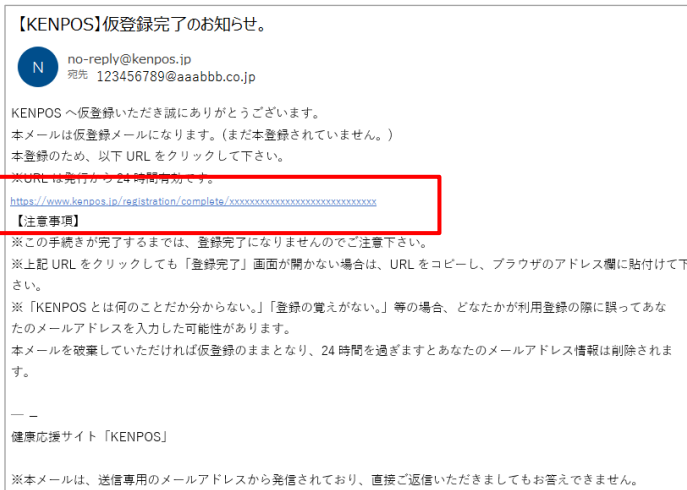 【KENPOS】仮登録完了のお知らせ。
N
no-reply@kenpos.jp
宛先 123456789@aaabbb.co.jp
KENPOS へ仮登録いただき誠にありがとうございます。
本メールは仮登録メールになります。(まだ本登録されていません。)
本登録のため、以下 URL をクリックして下さい。
※URL は発行から 24 時間有効です。
https://www.kenpos.jp/registration/complete/xxxxxxxxxxxxxxxxxxxxxxxxxxxxx
【注意事項】
※この手続きが完了するまでは、登録完了になりませんのでご注意下さい。
※上記 URL をクリックしても「登録完了」画面が開かない場合は、URL をコピーし、ブラウザのアドレス欄に貼付けて下
さい。
※「KENPOS とは何のことだか分からない。」「登録の覚えがない。」等の場合、どなたかが利用登録の際に誤ってあな
たのメールアドレスを入力した可能性があります。
本メールを破棄していただければ仮登録のままとなり、24 時間を過ぎますとあなたのメールアドレス情報は削除されま
す。
— –
健康応援サイト「KENPOS」
※本メールは、送信専用のメールアドレスから発信されており、直接ご返信いただきましてもお答えできません。